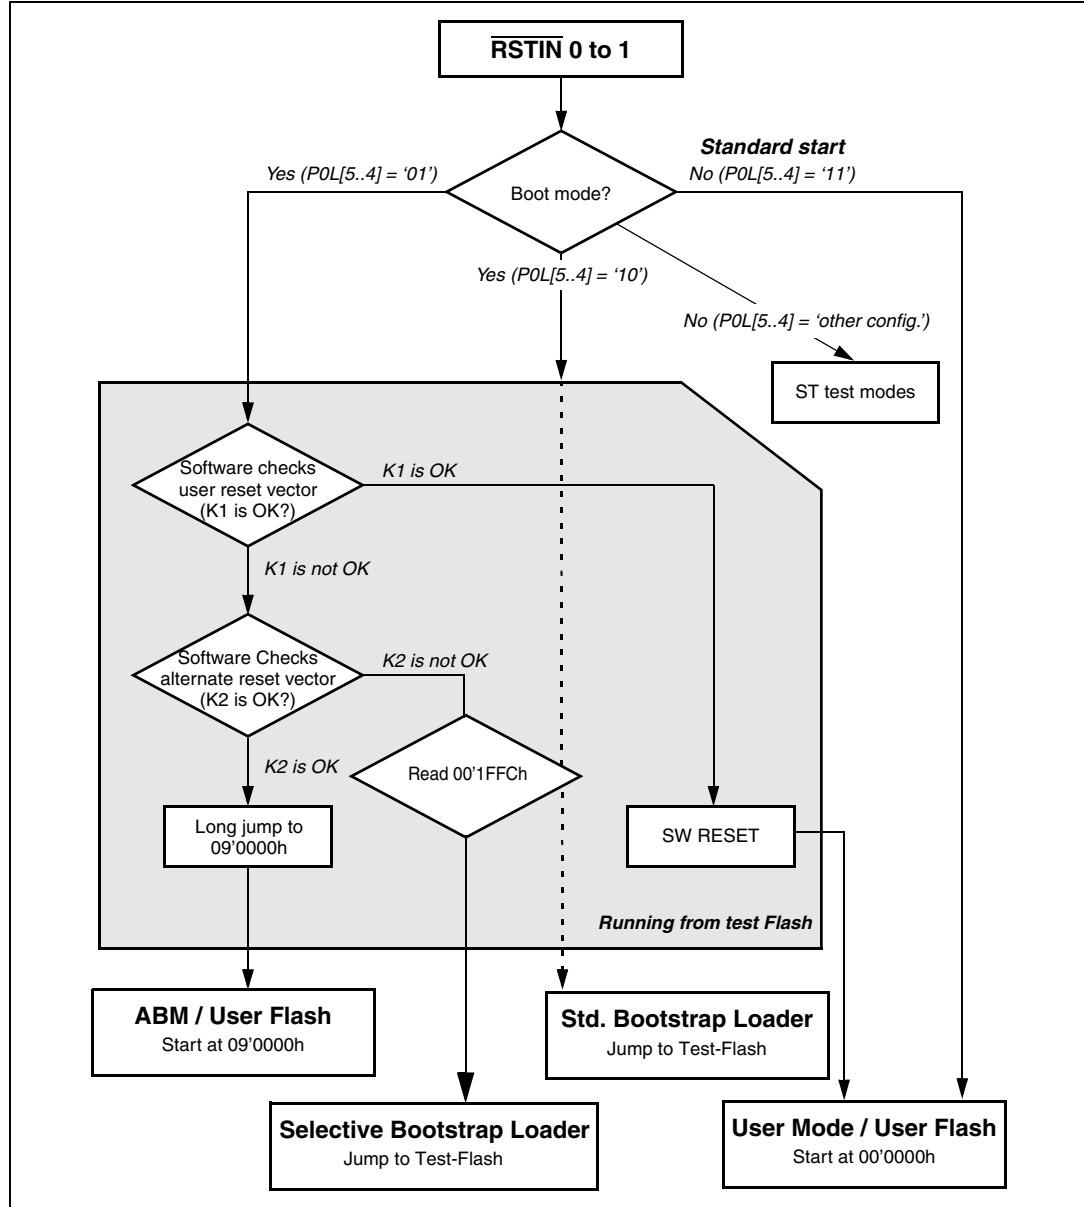 RSTIN 0 to 1
Standard start
Yes (P0L[5..4] = ‘01’)
No (P0L[5..4] = ‘11’)
Boot mode?
Yes (P0L[5..4] = ‘10’)
No (P0L[5..4] = ‘other config.’)
ST test modes
Software checks
user reset vector
(K1 is OK?)
K1 is OK
K1 is not OK
Software Checks
alternate reset vector
(K2 is OK?)
K2 is not OK
K2 is OK
Read 00’1FFCh
Long jump to
09’0000h
SW RESET
Running from test Flash
ABM / User Flash
Start at 09’0000h
Std. Bootstrap Loader
Jump to Test-Flash
Selective Bootstrap Loader
Jump to Test-Flash
User Mode / User Flash
Start at 00’0000h